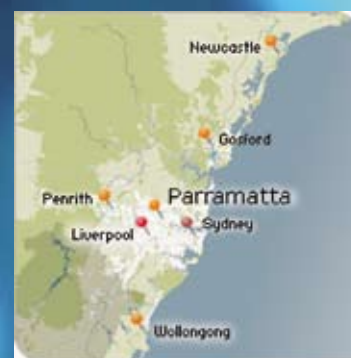 Newcastle
Gosford
Penrith
Parramatta
Liverpool
Sydney
Wollongong